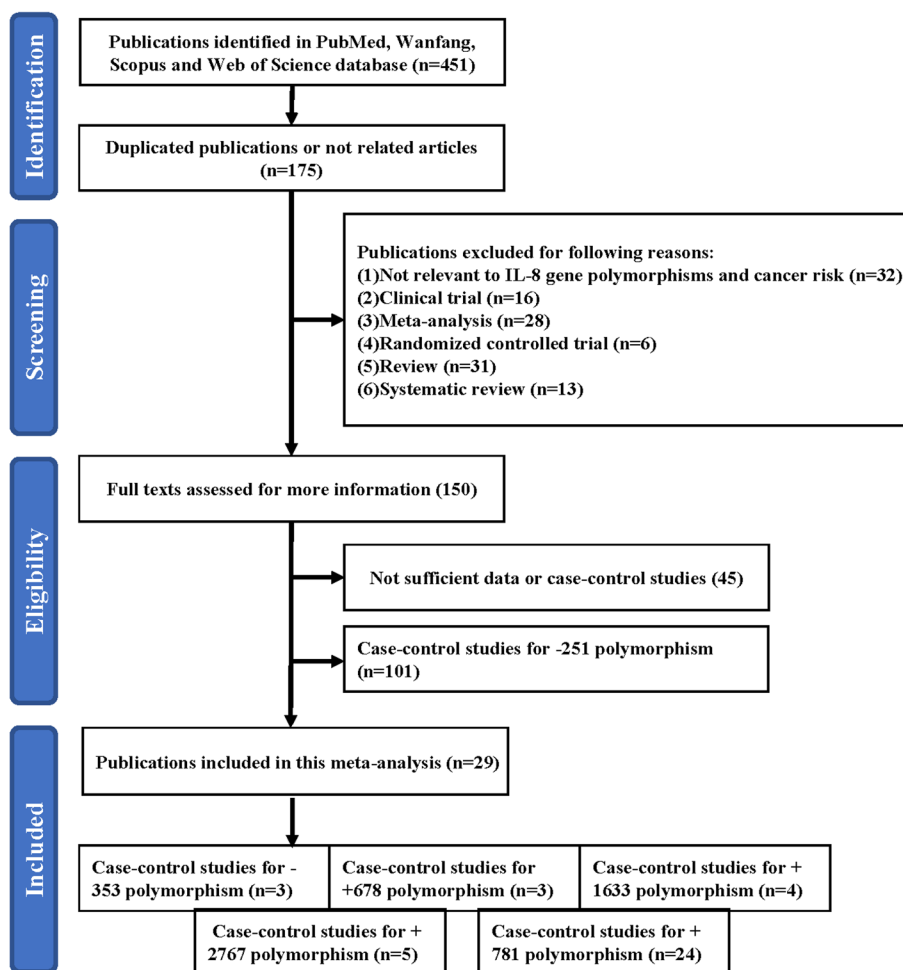 Identification
Publications identified in PubMed, Wanfang,
Scopus and Web of Science database (n=451)
Duplicated publications or not related articles
(n=175)
Screening
Publications excluded for following reasons:
(1)Not relevant to IL-8 gene polymorphisms and cancer risk (n=32)
(2)Clinical trial (n=16)
(3)Meta-analysis (n=28)
(4)Randomized controlled trial (n=6)
(5)Review (n=31)
(6)Systematic review (n=13)
Eligibility
Full texts assessed for more information (150)
Not sufficient data or case-control studies (45)
Case-control studies for -251 polymorphism
(n=101)
Included
Publications included in this meta-analysis (n=29)
Case-control studies for -
353 polymorphism (n=3)
Case-control studies for
+678 polymorphism (n=3)
Case-control studies for +
1633 polymorphism (n=4)
Case-control studies for +
2767 polymorphism (n=5)
Case-control studies for +
781 polymorphism (n=24)